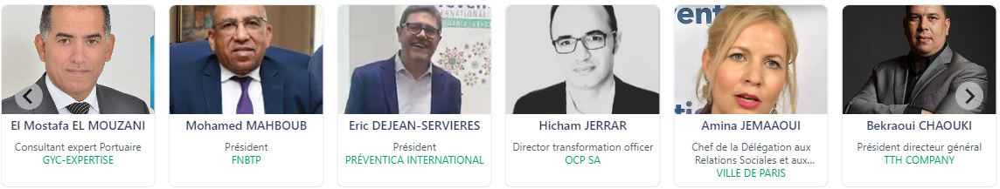 El Mostafa EL MOUZANI
Consultant expert Portuaire
GYC-EXPERTISE
Mohamed MAHBOUB
Président
FNBTP
INTERNATIONAL
Eric DEJEAN-SERVIERES
Président
PRÉVENTICA INTERNATIONAL
Hicham JERRAR
Director transformation officer
OCP SA
Amina JEMAAOUI
Chef de la Délégation aux
Relations Sociales et aux...
VILLE DE PARIS
Bekraoui CHAOUKI
Président directeur général
TTH COMPANY